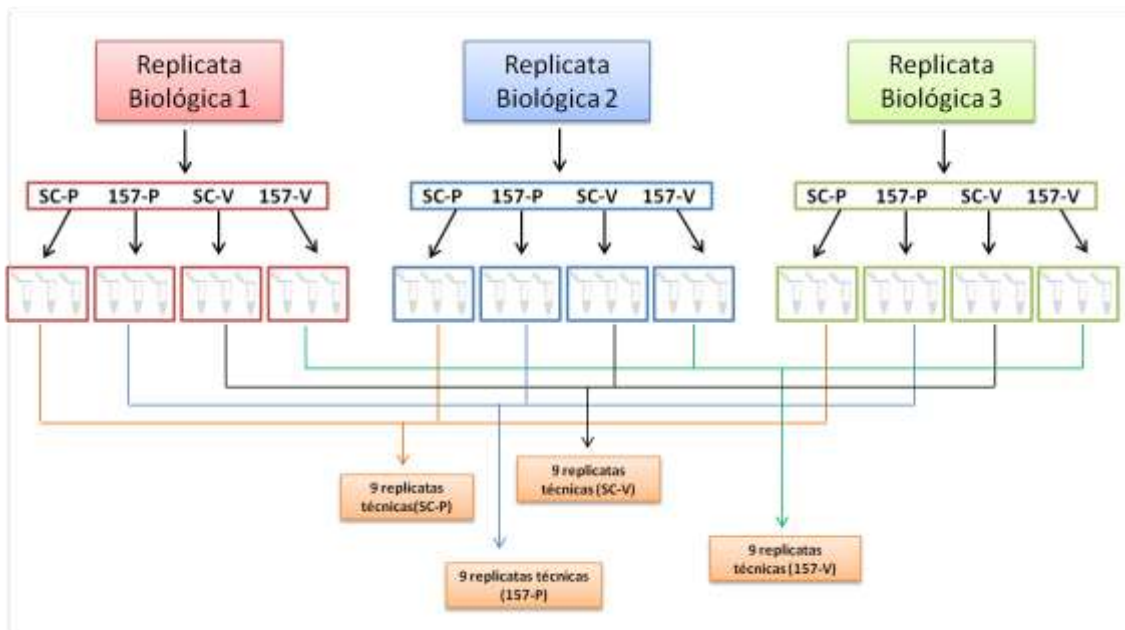 Replicata
Biológica 1
Replicata
Biológica 2
Replicata
Biológica 3
SC-P 157-P SC-V 157-V
SC-P 157-P SC-V 157-V
SC-P 157-P SC-V 157-V
9 replicatas
técnicas(SC-P)
9 replicatas
técnicas (SC-V)
9 replicatas técnicas
(157-P)
9 replicatas
técnicas (157-V)